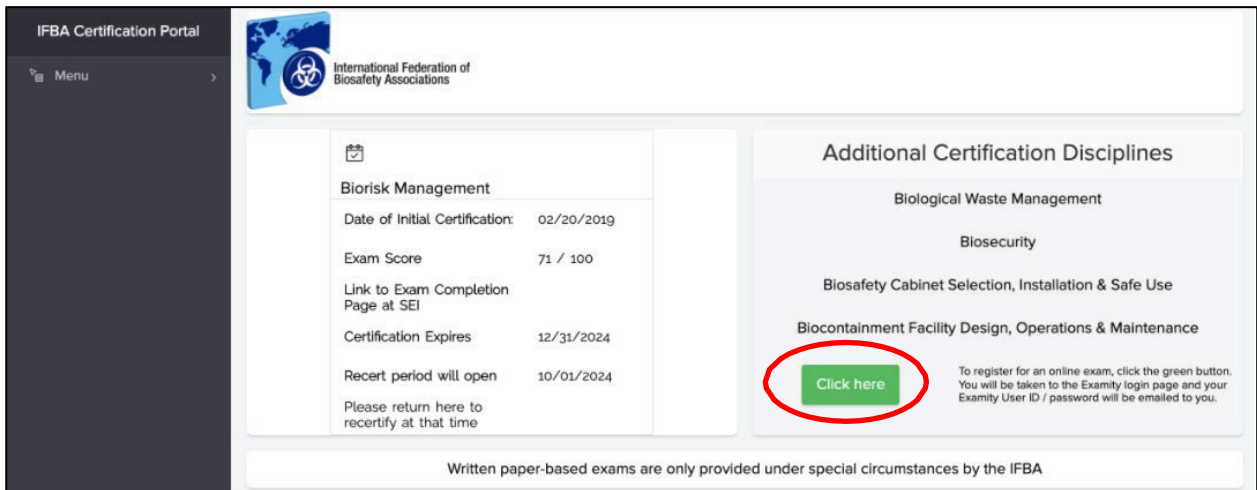 IFBA Certification Portal
Menu
International Federation of
Biosafety Associations
Biorisk Management
Date of Initial Certification: 02/20/2019
Exam Score 71 / 100
Link to Exam Completion
Page at SEI
Certification Expires 12/31/2024
Recert period will open 10/01/2024
Please return here to
recertify at that time
Additional Certification Disciplines
Biological Waste Management
Biosecurity
Biosafety Cabinet Selection, Installation & Safe Use
Biocontainment Facility Design, Operations & Maintenance
Click here
To register for an online exam, click the green button.
You will be taken to the Examity login page and your
Examity User ID / password will be emailed to you.
Written paper-based exams are only provided under special circumstances by the IFBA